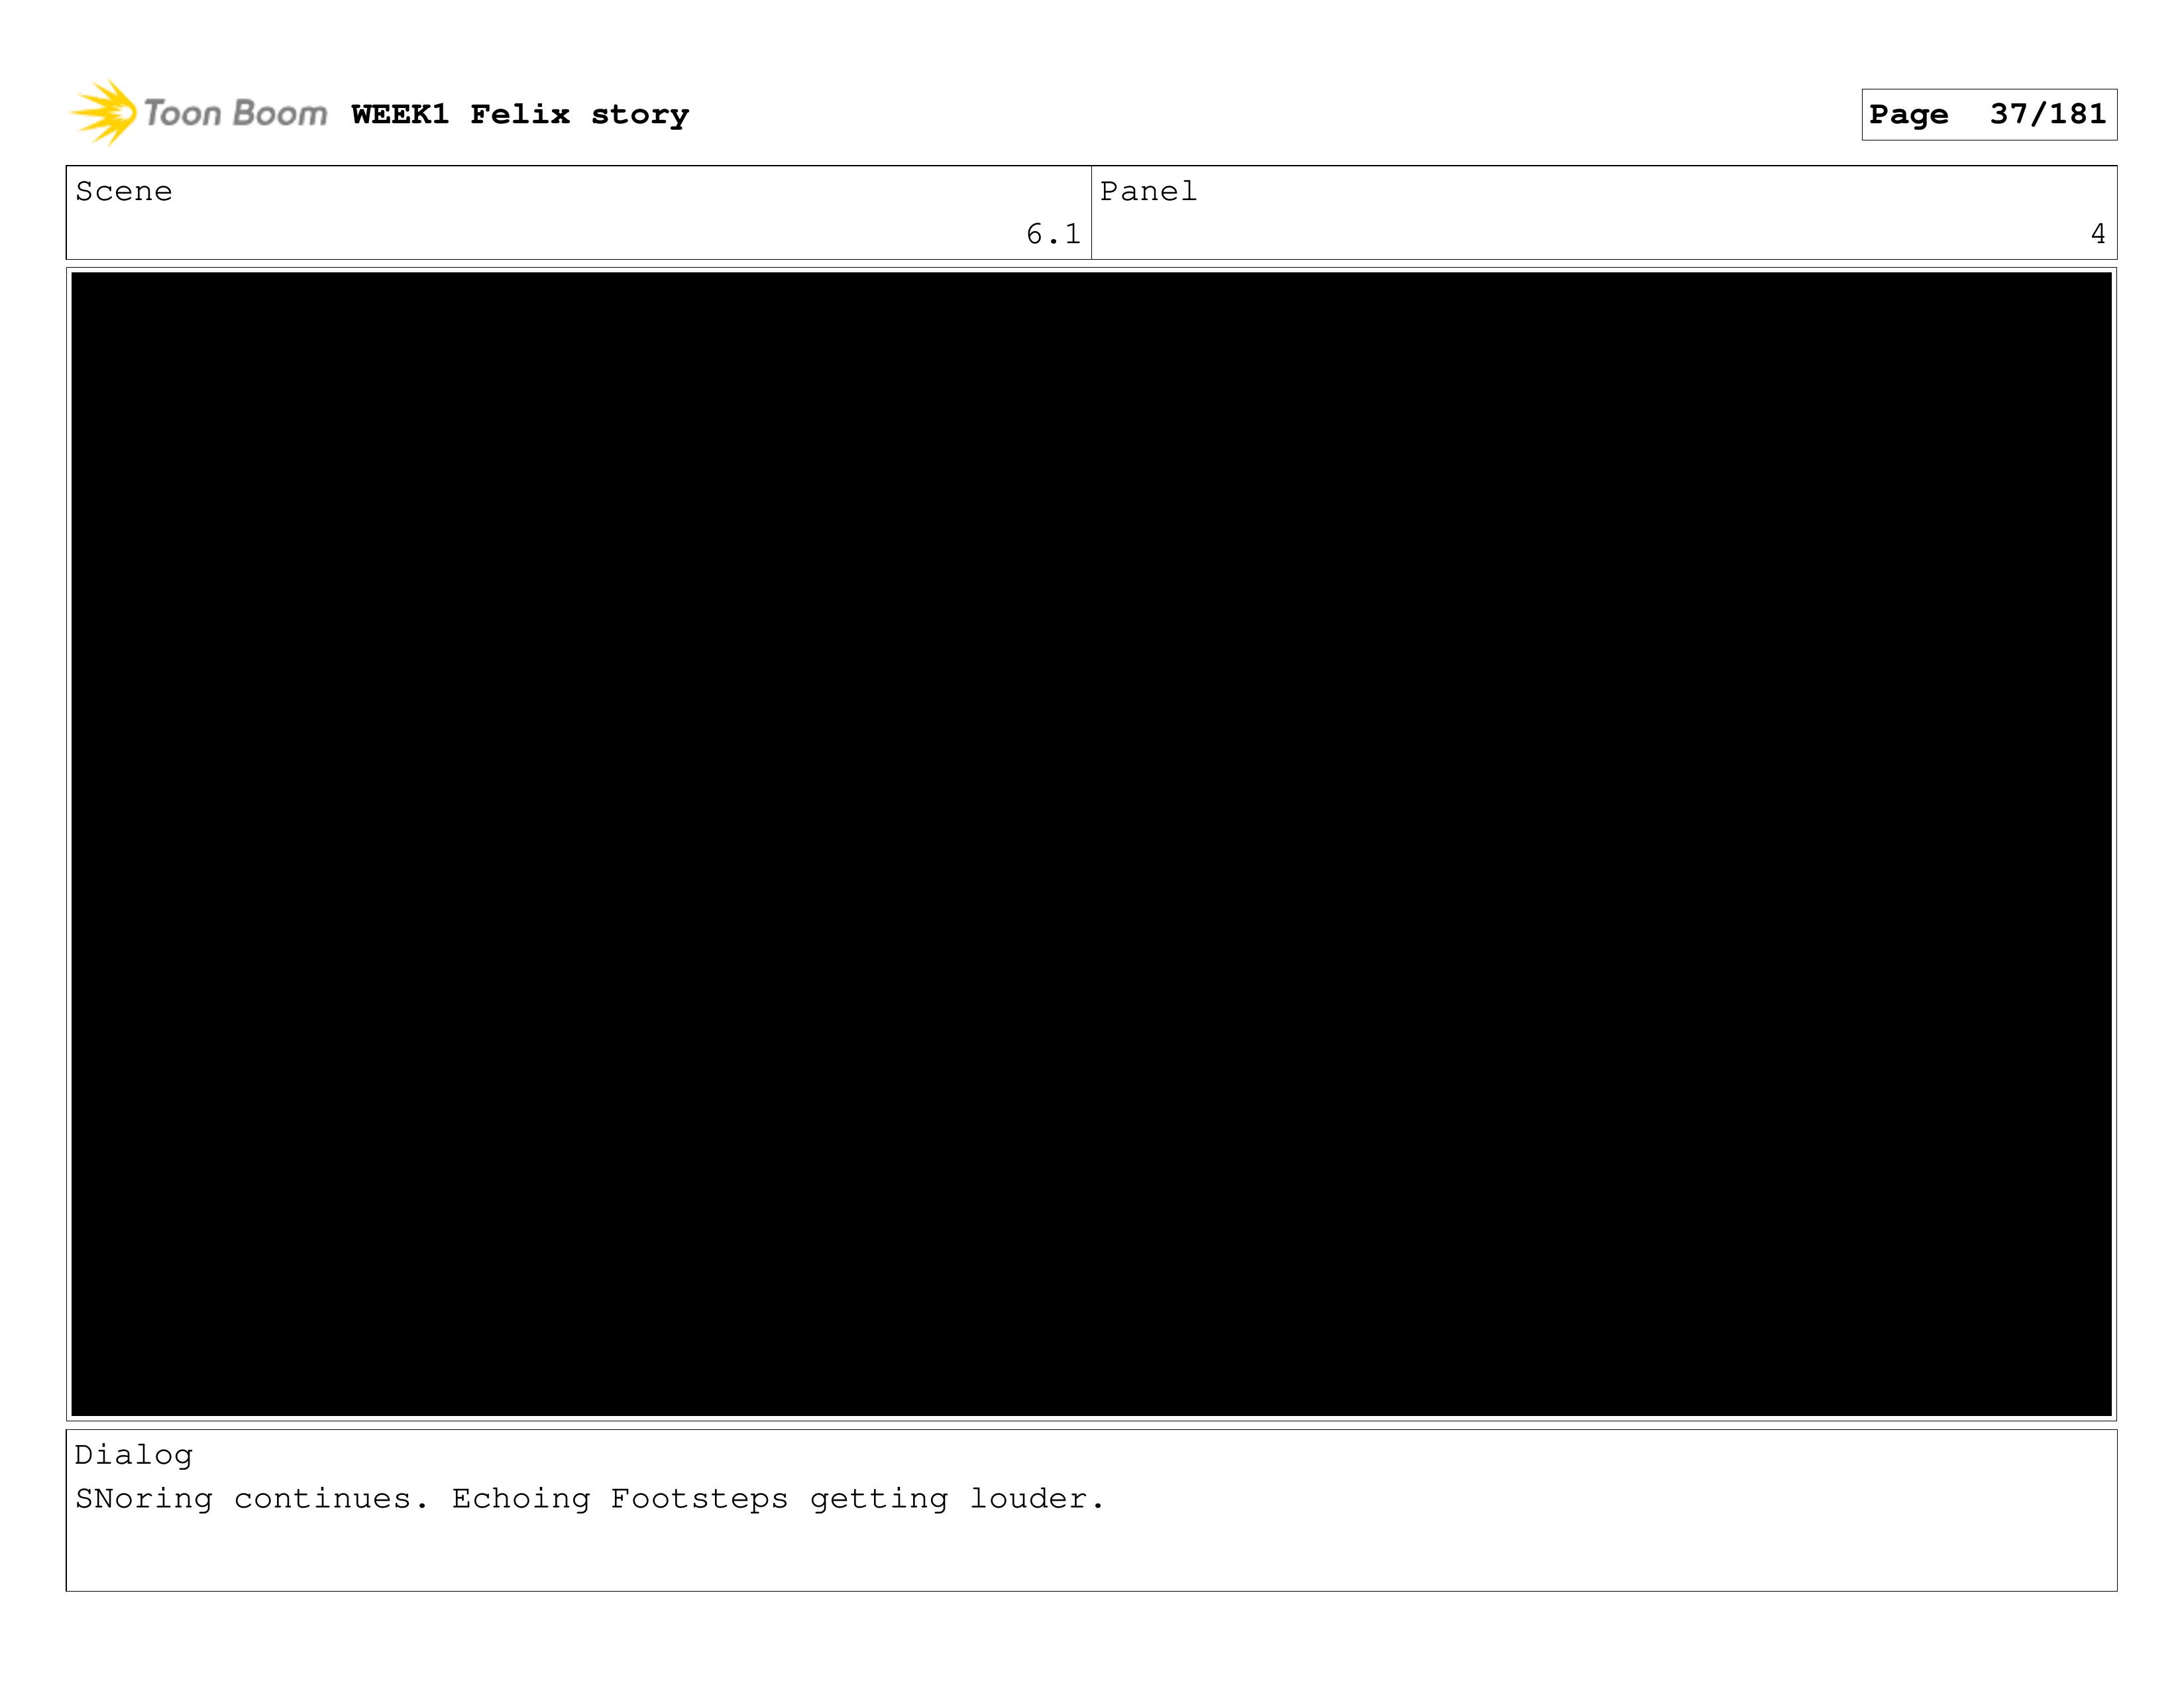 Toon Boom WEEK1 Felix story
Page 37/181
Scene
6.1
Panel
4
Dialog
SNoring continues. Echoing Footsteps getting louder.